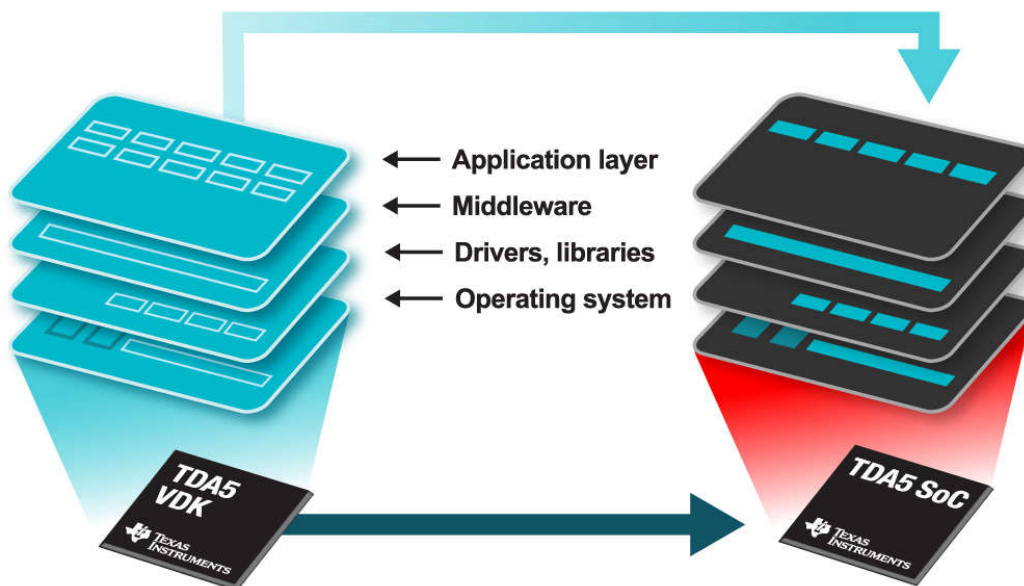 Application layer
Middleware
Drivers, libraries
Operating system
TDA5
VDK
TEXAS
INSTRUMENTS
TDA5 SoC
TEXAS
INSTRUMENTS